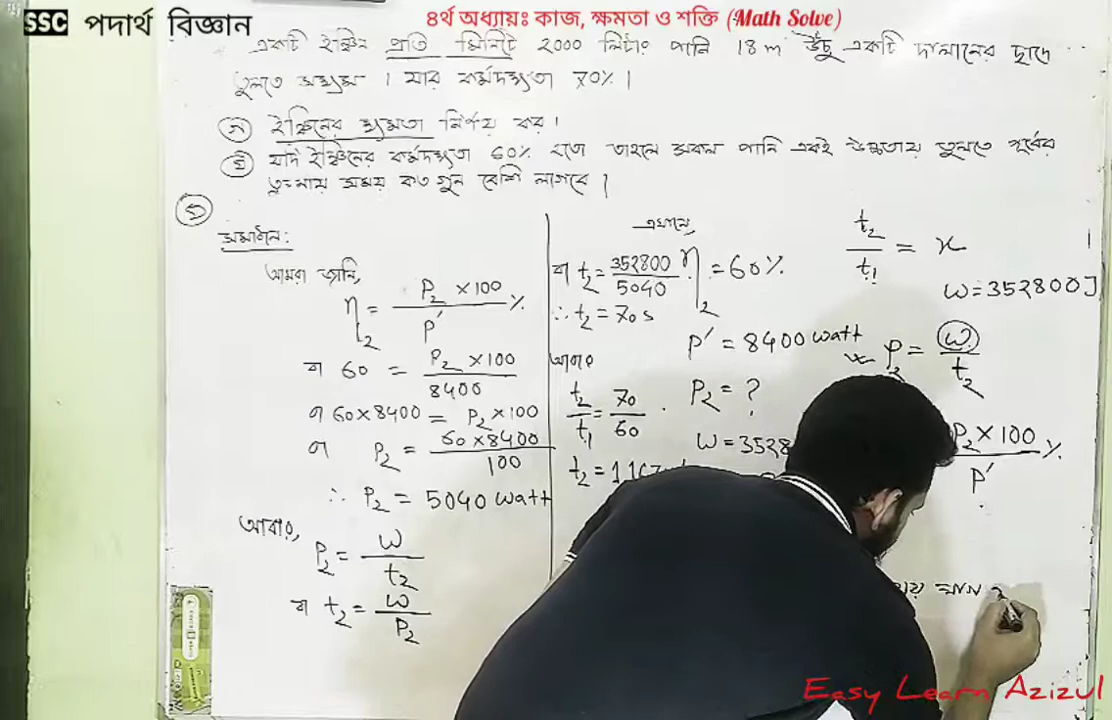 SSC পদার্থ বিজ্ঞান
৪র্থ অধ্যায়ঃ কাজ, ক্ষমতা ও শক্তি (Math Solve)
একটি ইঞ্জিন প্রতি মিনিটে 2000 লিটার পানি 18 m উঁচু একটি দালানের ছাদে
তুলতে সক্ষম । যার কর্মদক্ষতা 70% ।
ইঞ্জিনের ক্ষমতা নির্ণয় কর।
যদি ইঞ্জিনের কর্মদক্ষতা 60% হতো তাহলে সকল পানি একই উচ্চতায় তুলতে পূর্বের
তুলনায় সময় কত গুন বেশি লাগবে ।
সমাধান:
আমরা জানি,
η₂ = P₂ × 100 / P′ %
বা 60 = P₂ × 100 / 8400
বা 60 × 8400 = P₂ × 100
বা P₂ = 60 × 8400 / 100
∴ P₂ = 5040 watt
আবার,
P₂ = W / t₂
বা t₂ = W / P₂
বা t₂ = 352800 / 5040
∴ t₂ = 70 s
আবার
t₂ / t₁ = 70 / 60
এখানে,
η₂ = 60%
P′ = 8400 watt
P₂ = ?
t₂ / t₁ = x
W = 352800 J
P₂ = W / t₂
P₂ × 100 / P′ %
মান
Easy Learn Azizul